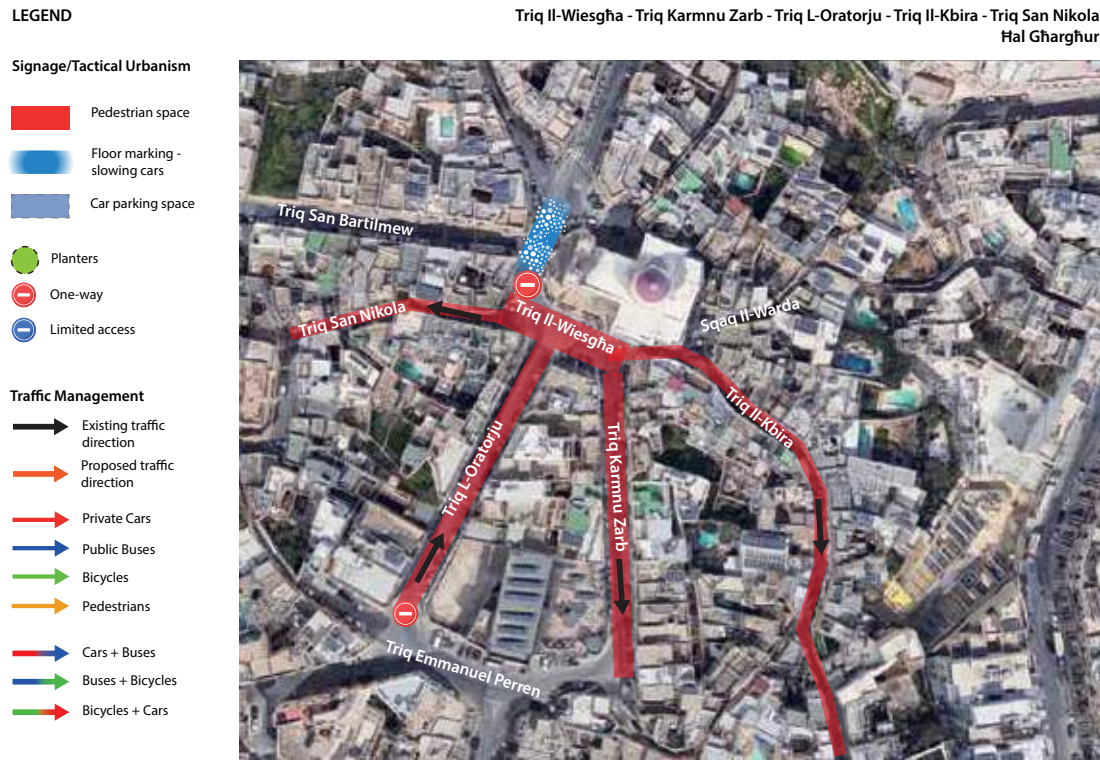 LEGEND
Triq Il-Wiesgħa - Triq Karmnu Zarb - Triq L-Oratorju - Triq Il-Kbira - Triq San Nikola
Ħal Għargħur
Signage/Tactical Urbanism
Pedestrian space
Floor marking -
slowing cars
Car parking space
Planters
One-way
Limited access
Traffic Management
Existing traffic
direction
Proposed traffic
direction
Private Cars
Public Buses
Bicycles
Pedestrians
Cars + Buses
Buses + Bicycles
Bicycles + Cars
Triq San Bartilmew
Triq San Nikola
Triq Il-Wiesgħa
Sqaq Il-Warda
Triq Il-Kbira
Triq L-Oratorju
Triq Karmnu Zarb
Triq Emmanuel Perren